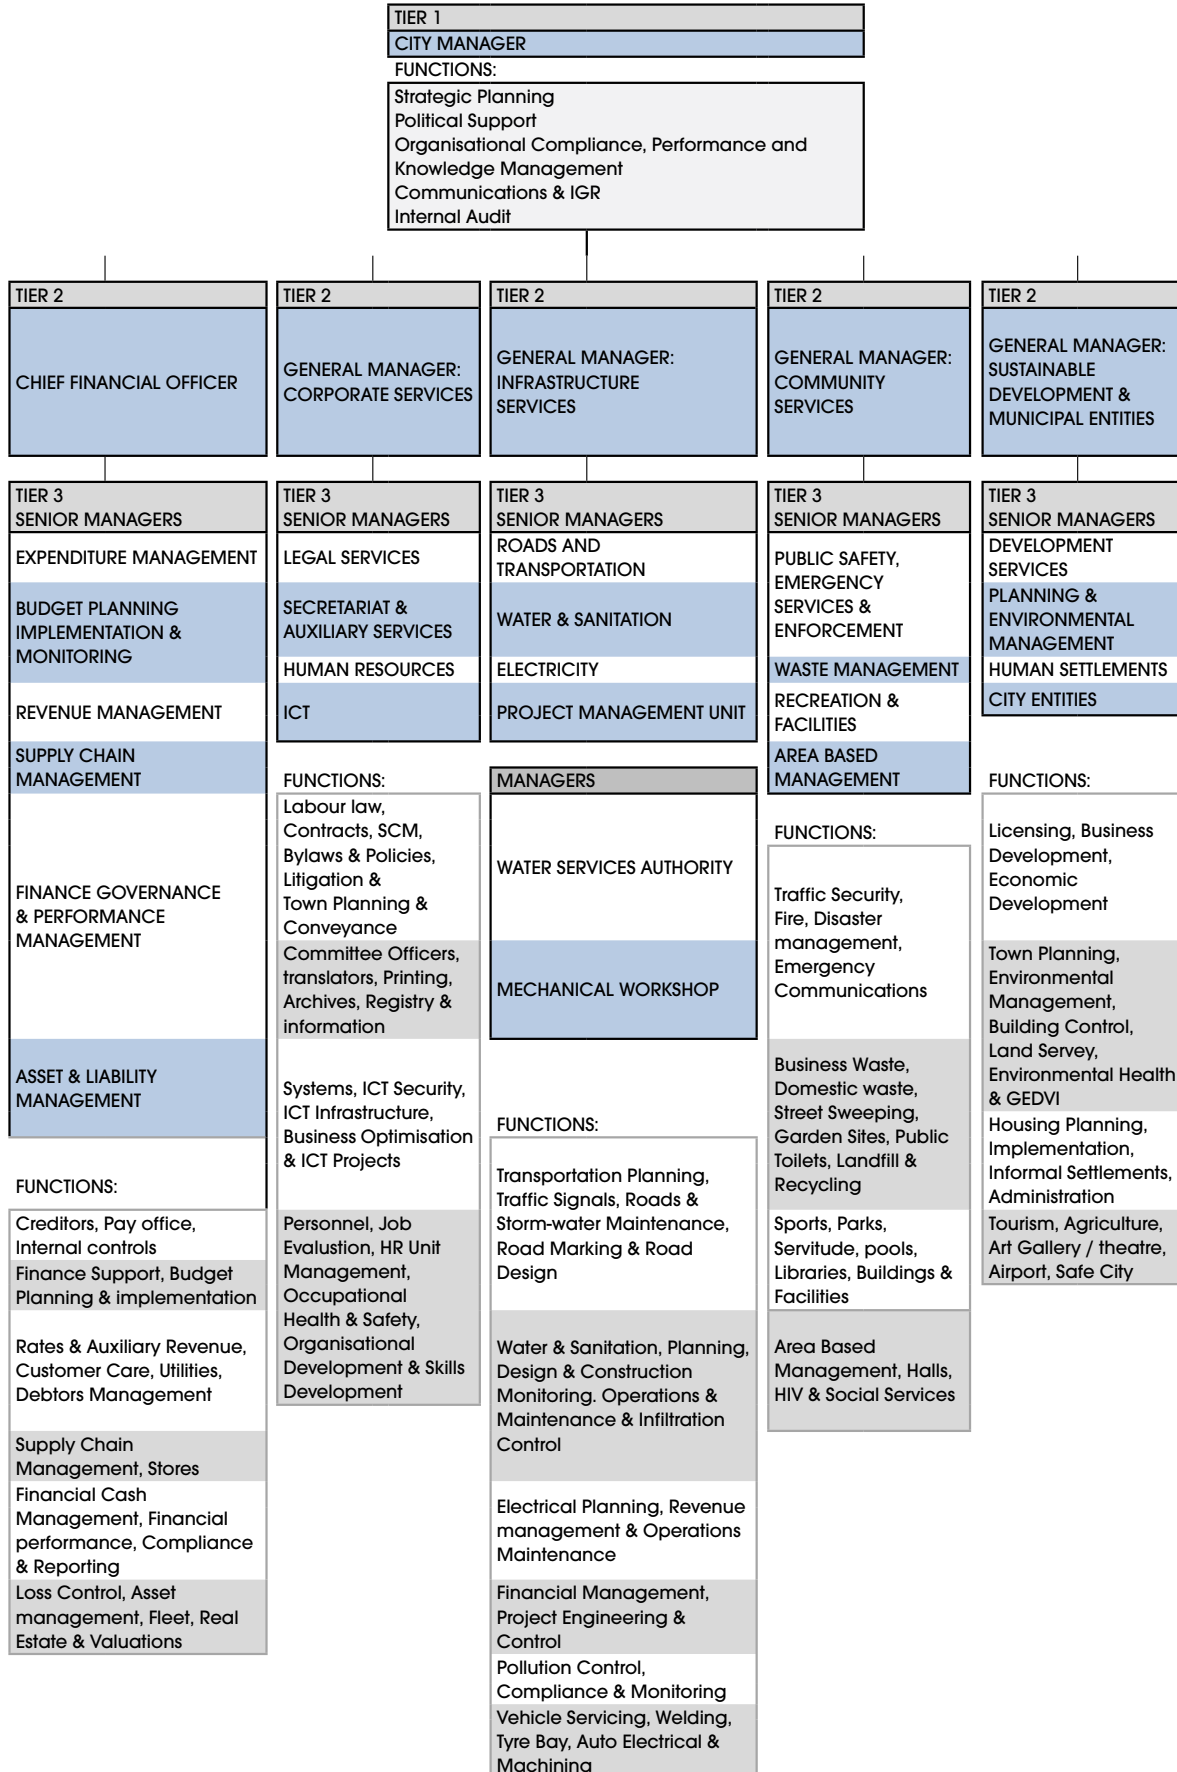 TIER 1
CITY MANAGER
FUNCTIONS:
Strategic Planning
Political Support
Organisational Compliance, Performance and
Knowledge Management
Communications & IGR
Internal Audit
TIER 2
CHIEF FINANCIAL OFFICER
TIER 3
SENIOR MANAGERS
EXPENDITURE MANAGEMENT
BUDGET PLANNING
IMPLEMENTATION &
MONITORING
REVENUE MANAGEMENT
SUPPLY CHAIN
MANAGEMENT
FINANCE GOVERNANCE
& PERFORMANCE
MANAGEMENT
ASSET & LIABILITY
MANAGEMENT
FUNCTIONS:
Creditors, Pay office,
Internal controls
Finance Support, Budget
Planning & implementation
Rates & Auxiliary Revenue,
Customer Care, Utilities,
Debtors Management
Supply Chain
Management, Stores
Financial Cash
Management, Financial
performance, Compliance
& Reporting
Loss Control, Asset
management, Fleet, Real
Estate & Valuations
TIER 2
GENERAL MANAGER:
CORPORATE SERVICES
TIER 3
SENIOR MANAGERS
LEGAL SERVICES
SECRETARIAT &
AUXILIARY SERVICES
HUMAN RESOURCES
ICT
FUNCTIONS:
Labour law,
Contracts, SCM,
Bylaws & Policies,
Litigation &
Town Planning &
Conveyance
Committee Officers,
translators, Printing,
Archives, Registry &
information
Systems, ICT Security,
ICT Infrastructure,
Business Optimisation
& ICT Projects
Personnel, Job
Evaluation, HR Unit
Management,
Occupational
Health & Safety,
Organisational
Development & Skills
Development
TIER 2
GENERAL MANAGER:
INFRASTRUCTURE
SERVICES
TIER 3
SENIOR MANAGERS
ROADS AND
TRANSPORTATION
WATER & SANITATION
ELECTRICITY
PROJECT MANAGEMENT UNIT
MANAGERS
WATER SERVICES AUTHORITY
MECHANICAL WORKSHOP
FUNCTIONS:
Transportation Planning,
Traffic Signals, Roads &
Storm-water Maintenance,
Road Marking & Road
Design
Water & Sanitation, Planning,
Design & Construction
Monitoring. Operations &
Maintenance & Infiltration
Control
Electrical Planning, Revenue
management & Operations
Maintenance
Financial Management,
Project Engineering &
Control
Pollution Control,
Compliance & Monitoring
Vehicle Servicing, Welding,
Tyre Bay, Auto Electrical &
Machining
TIER 2
GENERAL MANAGER:
COMMUNITY
SERVICES
TIER 3
SENIOR MANAGERS
PUBLIC SAFETY,
EMERGENCY
SERVICES &
ENFORCEMENT
WASTE MANAGEMENT
RECREATION &
FACILITIES
AREA BASED
MANAGEMENT
FUNCTIONS:
Traffic Security,
Fire, Disaster
management,
Emergency
Communications
Business Waste,
Domestic waste,
Street Sweeping,
Garden Sites, Public
Toilets, Landfill &
Recycling
Sports, Parks,
Servitude, pools,
Libraries, Buildings &
Facilities
Area Based
Management, Halls,
HIV & Social Services
TIER 2
GENERAL MANAGER:
SUSTAINABLE
DEVELOPMENT &
MUNICIPAL ENTITIES
TIER 3
SENIOR MANAGERS
DEVELOPMENT
SERVICES
PLANNING &
ENVIRONMENTAL
MANAGEMENT
HUMAN SETTLEMENTS
CITY ENTITIES
FUNCTIONS:
Licensing, Business
Development,
Economic
Development
Town Planning,
Environmental
Management,
Building Control,
Land Servey,
Environmental Health
& GEDVI
Housing Planning,
Implementation,
Informal Settlements,
Administration
Tourism, Agriculture,
Art Gallery / theatre,
Airport, Safe City